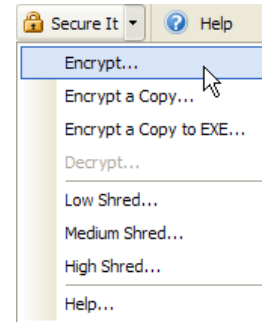 Secure It Help
Encrypt...
Encrypt a Copy...
Encrypt a Copy to EXE...
Decrypt...
Low Shred...
Medium Shred...
High Shred...
Help...